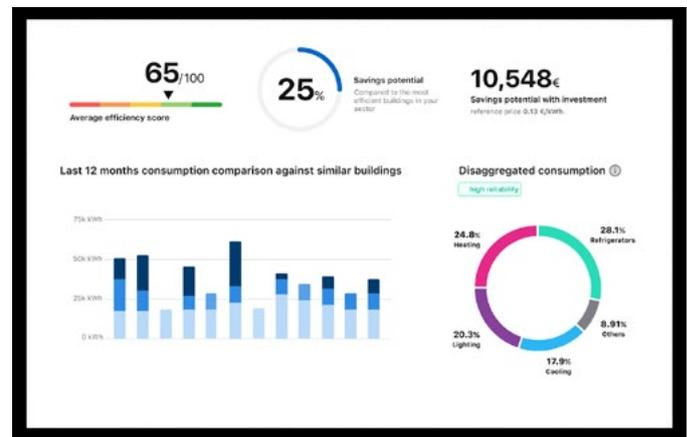 65/100
Average efficiency score
25%
Savings potential
Compared to the most
efficient buildings in your
sector
10,548€
Savings potential with investment
reference price 0.13 €/kWh.
Last 12 months consumption comparison against similar buildings
75k kWh
50k kWh
25k kWh
0 kWh
Disaggregated consumption
high reliability
28.1%
Refrigerators
8.91%
Others
17.9%
Cooling
20.3%
Lighting
24.8%
Heating